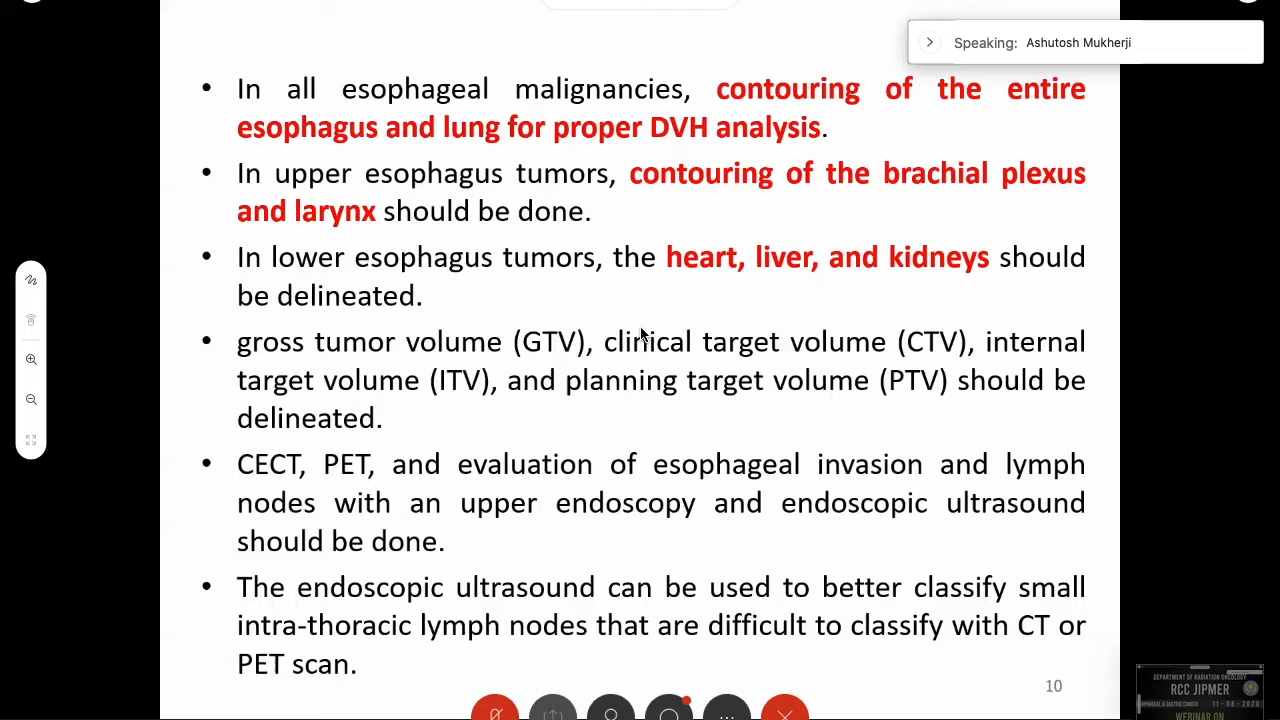 Speaking: Ashutosh Mukherji
• In all esophageal malignancies, contouring of the entire
esophagus and lung for proper DVH analysis.
• In upper esophagus tumors, contouring of the brachial plexus
and larynx should be done.
• In lower esophagus tumors, the heart, liver, and kidneys should
be delineated.
• gross tumor volume (GTV), clinical target volume (CTV), internal
target volume (ITV), and planning target volume (PTV) should be
delineated.
• CECT, PET, and evaluation of esophageal invasion and lymph
nodes with an upper endoscopy and endoscopic ultrasound
should be done.
• The endoscopic ultrasound can be used to better classify small
intra-thoracic lymph nodes that are difficult to classify with CT or
PET scan.
10
DEPARTMENT OF RADIATION ONCOLOGY
RCC JIPMER
ESOPHAGEAL & GASTRIC CANCER 11-08-2020
WEBINAR ON